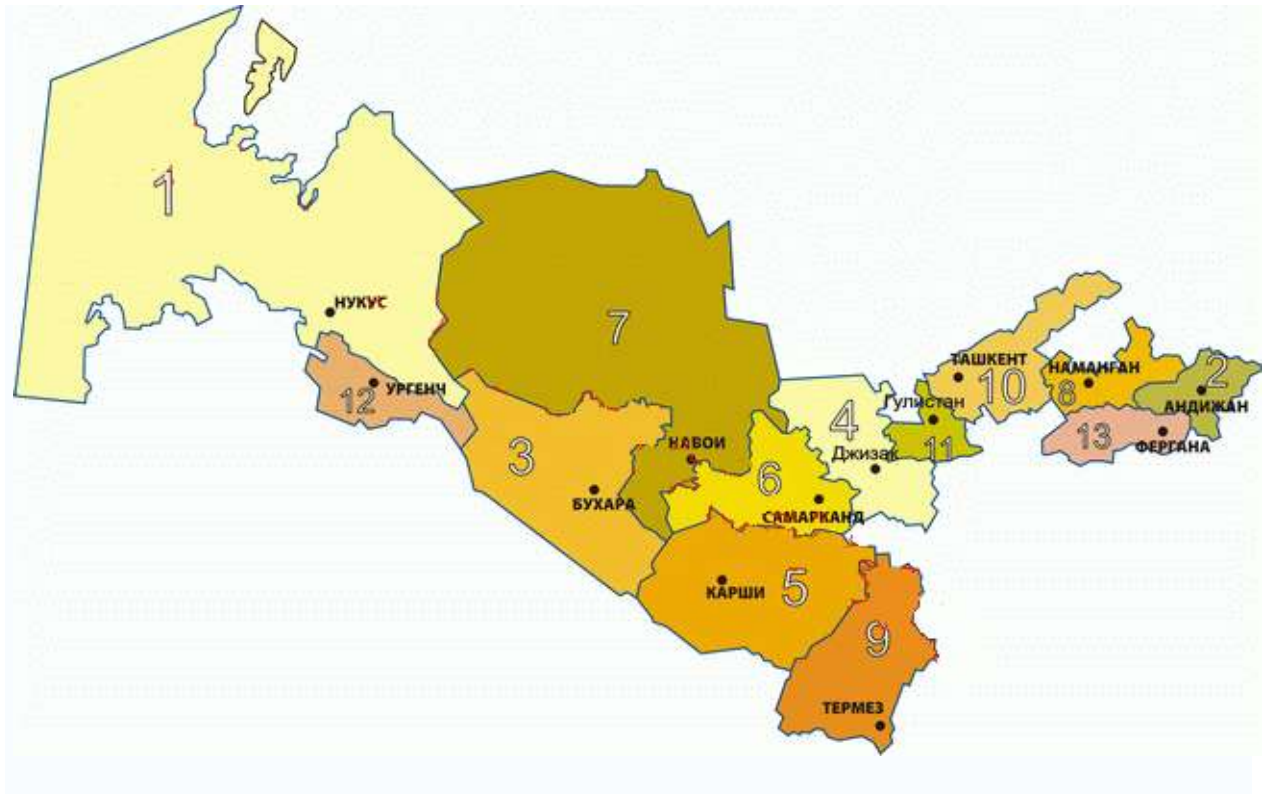 1
НУКУС
7
12
УРГЕНЧ
3
БУХАРА
НАВОИ
6
САМАРКАНД
4
Джизак
Гулистан
11
ТАШКЕНТ
10
НАМАНГАН
8
2
АНДИЖАН
13
ФЕРГАНА
КАРШИ
5
9
ТЕРМЕЗ